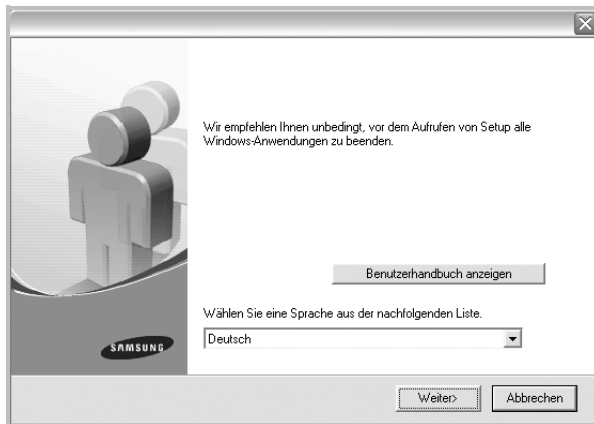 Wir empfehlen Ihnen unbedingt, vor dem Aufrufen von Setup alle
Windows-Anwendungen zu beenden.
Benutzerhandbuch anzeigen
Wählen Sie eine Sprache aus der nachfolgenden Liste.
Deutsch
SAMSUNG
Weiter>
Abbrechen